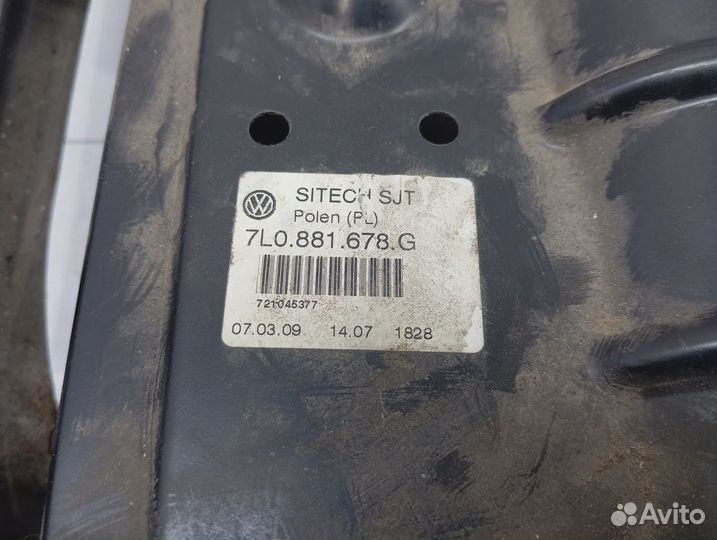 SITECH SJT
Polen (PL)
7L0.881.678.G
721045377
07.03.09 14.07 1828
Avito